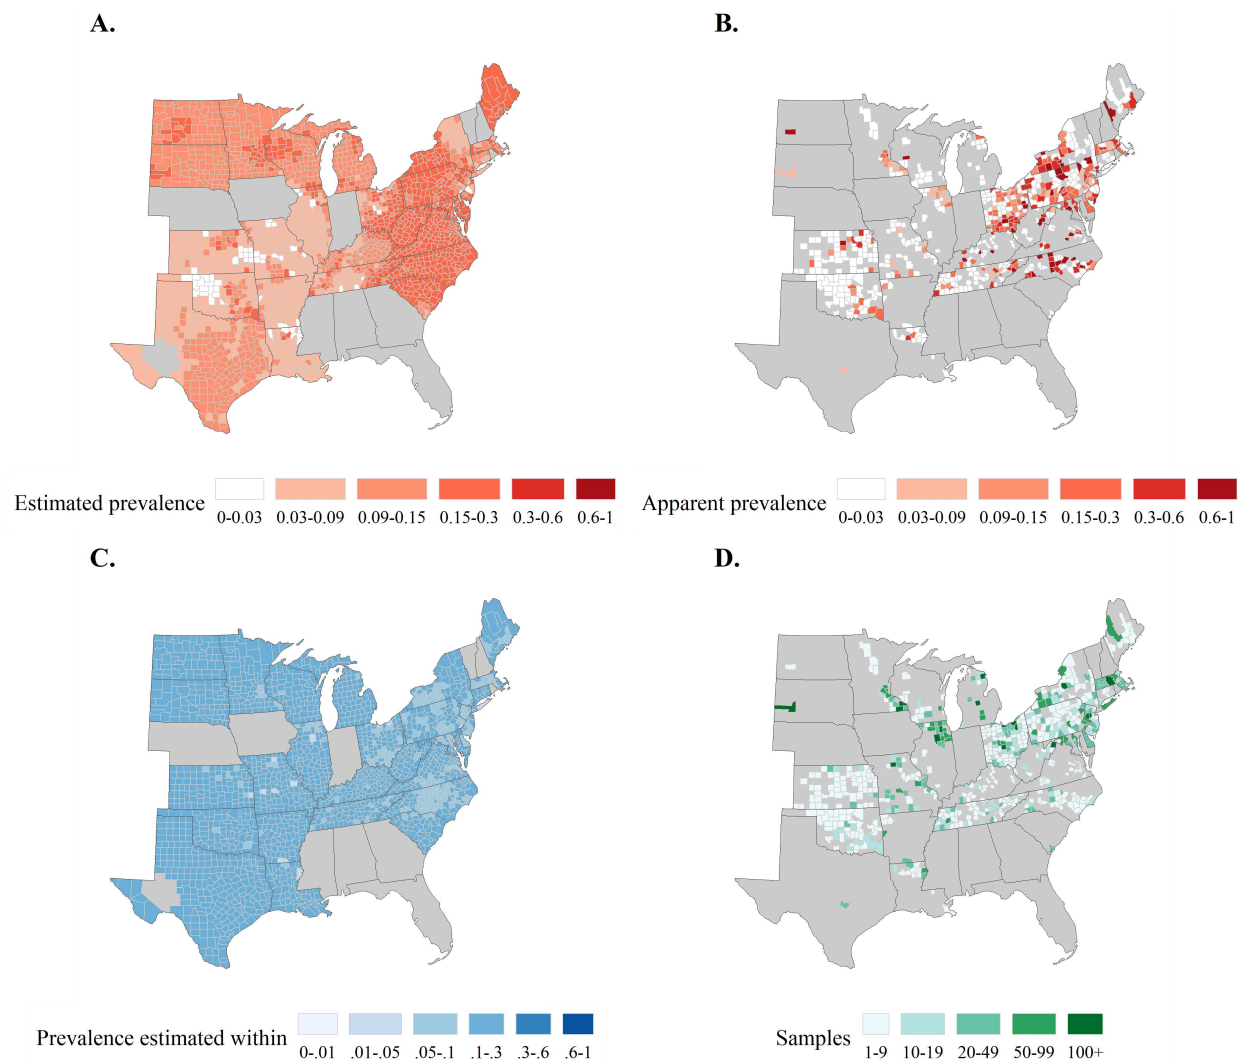 A.
B.
Estimated prevalence
0-0.03 0.03-0.09 0.09-0.15 0.15-0.3 0.3-0.6 0.6-1
Apparent prevalence
0-0.03 0.03-0.09 0.09-0.15 0.15-0.3 0.3-0.6 0.6-1
C.
D.
Prevalence estimated within
0-.01 .01-.05 .05-.1 .1-.3 .3-.6 .6-1
Samples
1-9 10-19 20-49 50-99 100+